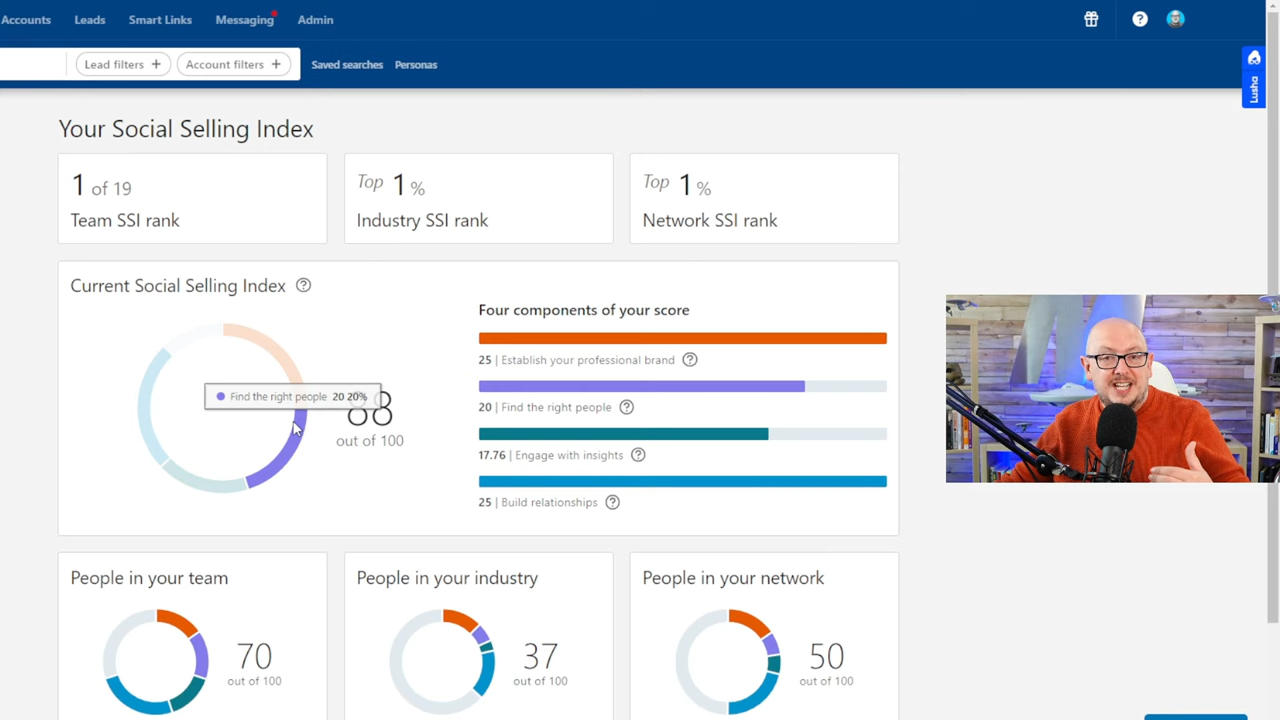 Accounts Leads Smart Links Messaging Admin
Lead filters + Account filters + Saved searches Personas
Lusha
Your Social Selling Index
1 of 19
Team SSI rank
Top 1 %
Industry SSI rank
Top 1 %
Network SSI rank
Current Social Selling Index ?
Find the right people 20 20%
88
out of 100
Four components of your score
25 | Establish your professional brand ?
20 | Find the right people ?
17.76 | Engage with insights ?
25 | Build relationships ?
People in your team
70
out of 100
People in your industry
37
out of 100
People in your network
50
out of 100